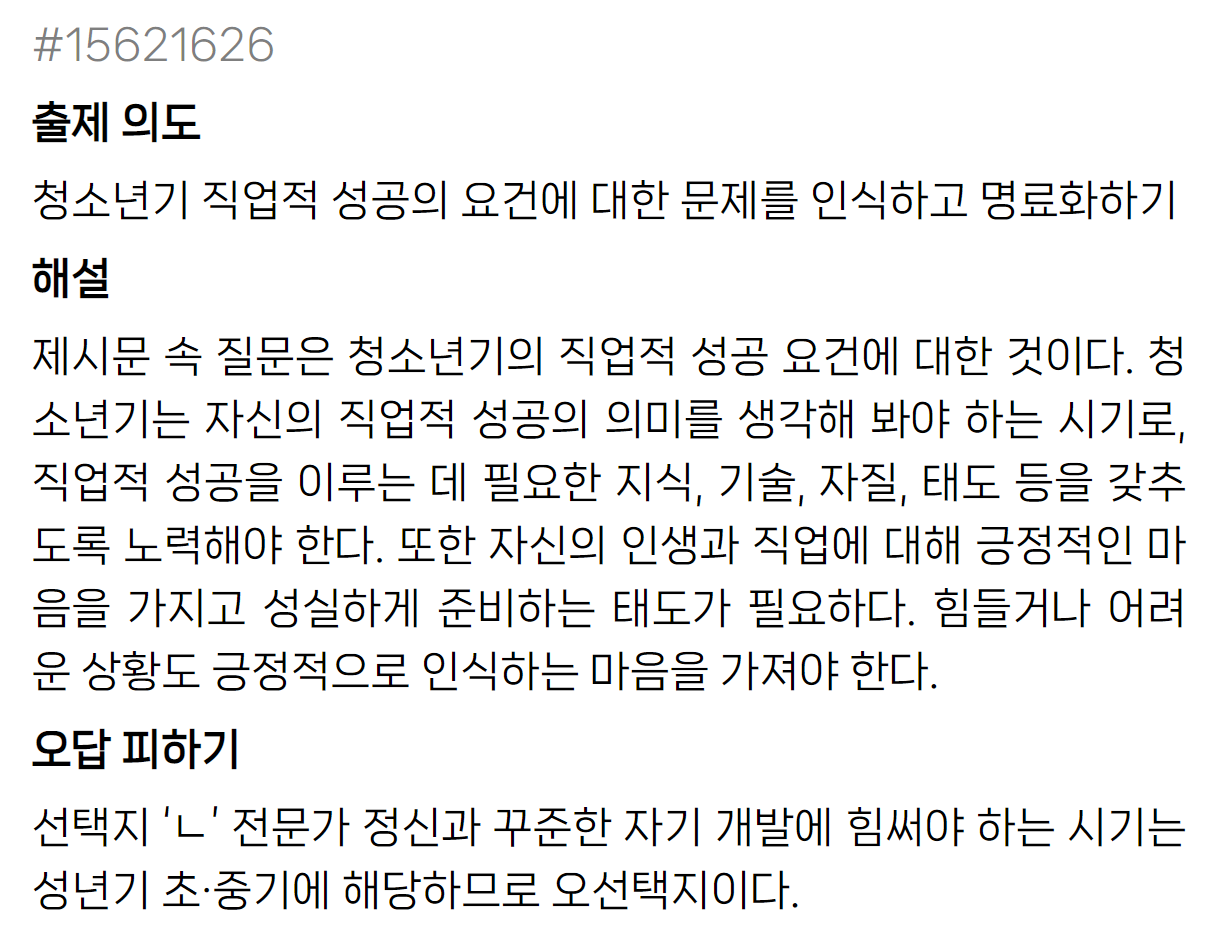 #15621626
출제 의도
청소년기 직업적 성공의 요건에 대한 문제를 인식하고 명료화하기
해설
제시문 속 질문은 청소년기의 직업적 성공 요건에 대한 것이다. 청
소년기는 자신의 직업적 성공의 의미를 생각해 봐야 하는 시기로,
직업적 성공을 이루는 데 필요한 지식, 기술, 자질, 태도 등을 갖추
도록 노력해야 한다. 또한 자신의 인생과 직업에 대해 긍정적인 마
음을 가지고 성실하게 준비하는 태도가 필요하다. 힘들거나 어려
운 상황도 긍정적으로 인식하는 마음을 가져야 한다.
오답 피하기
선택지 ‘ㄴ’ 전문가 정신과 꾸준한 자기 개발에 힘써야 하는 시기는
성년기 초·중기에 해당하므로 오선택지이다.